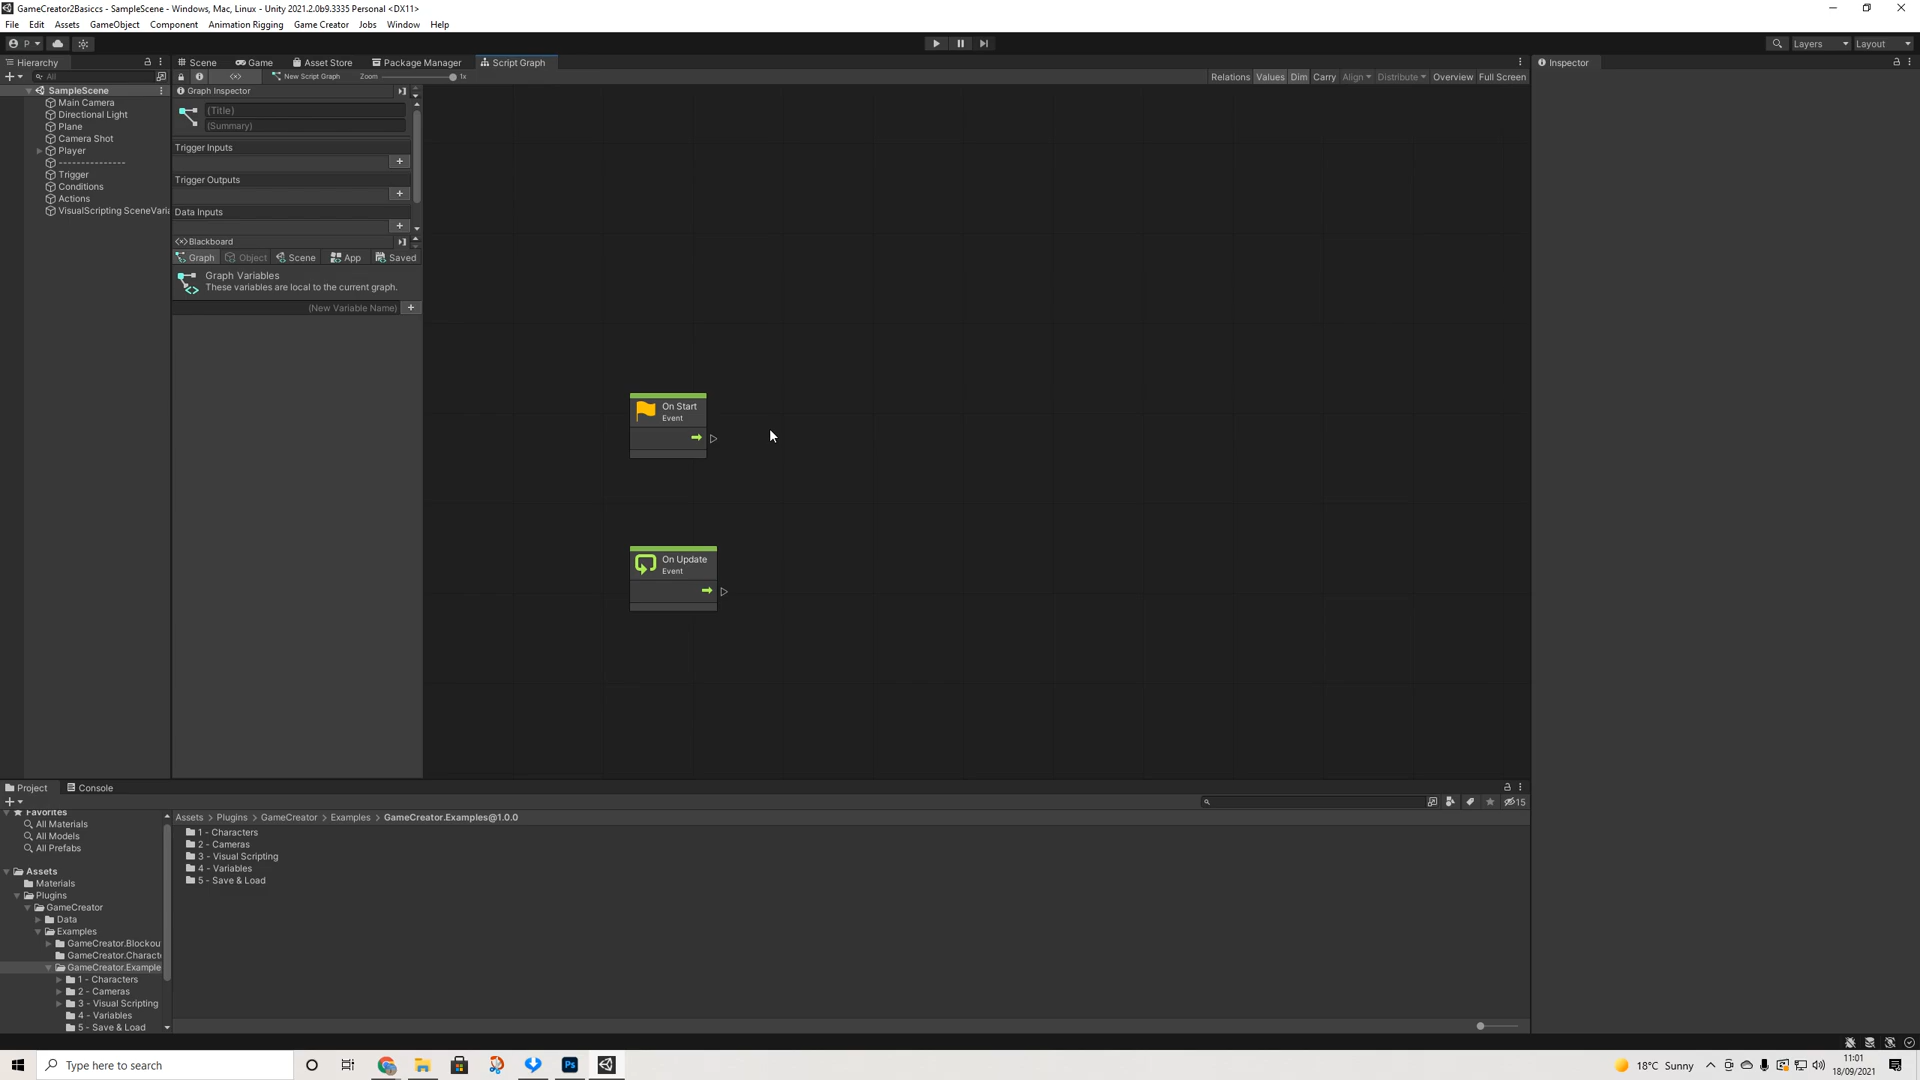 GameCreator2Basiccs - SampleScene - Windows, Mac, Linux - Unity 2021.2.0b9.3335 Personal <DX11>
File Edit Assets GameObject Component Animation Rigging Game Creator Jobs Window Help
P Layers Layout
Hierarchy Scene Game Asset Store Package Manager Script Graph Inspector
All New Script Graph Zoom 1x Relations Values Dim Carry Align Distribute Overview Full Screen
SampleScene
Main Camera
Directional Light
Plane
Camera Shot
Player
---------------
Trigger
Conditions
Actions
VisualScripting SceneVaria
Graph Inspector
(Title)
(Summary)
Trigger Inputs
Trigger Outputs
Data Inputs
Blackboard
Graph Object Scene App Saved
Graph Variables
These variables are local to the current graph.
(New Variable Name)
On Start
Event
On Update
Event
Project Console
15
Favorites
All Materials
All Models
All Prefabs
Assets
Materials
Plugins
GameCreator
Data
Examples
GameCreator.Blockou
GameCreator.Charact
GameCreator.Example
1 - Characters
2 - Cameras
3 - Visual Scripting
4 - Variables
5 - Save & Load
Assets > Plugins > GameCreator > Examples > GameCreator.Examples@1.0.0
1 - Characters
2 - Cameras
3 - Visual Scripting
4 - Variables
5 - Save & Load
Type here to search
Ps
18°C Sunny
11:01
18/09/2021